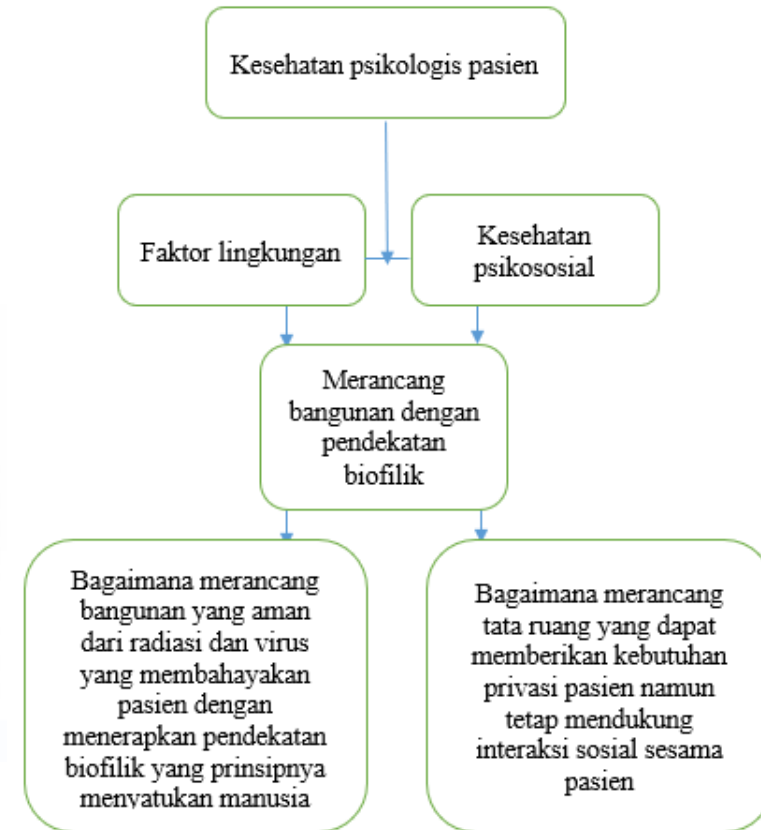 Kesehatan psikologis pasien
Faktor lingkungan
Kesehatan
psikososial
Merancang
bangunan dengan
pendekatan
biofilik
Bagaimana merancang
bangunan yang aman
dari radiasi dan virus
yang membahayakan
pasien dengan
menerapkan pendekatan
biofilik yang prinsipnya
menyatukan manusia
Bagaimana merancang
tata ruang yang dapat
memberikan kebutuhan
privasi pasien namun
tetap mendukung
interaksi sosial sesama
pasien